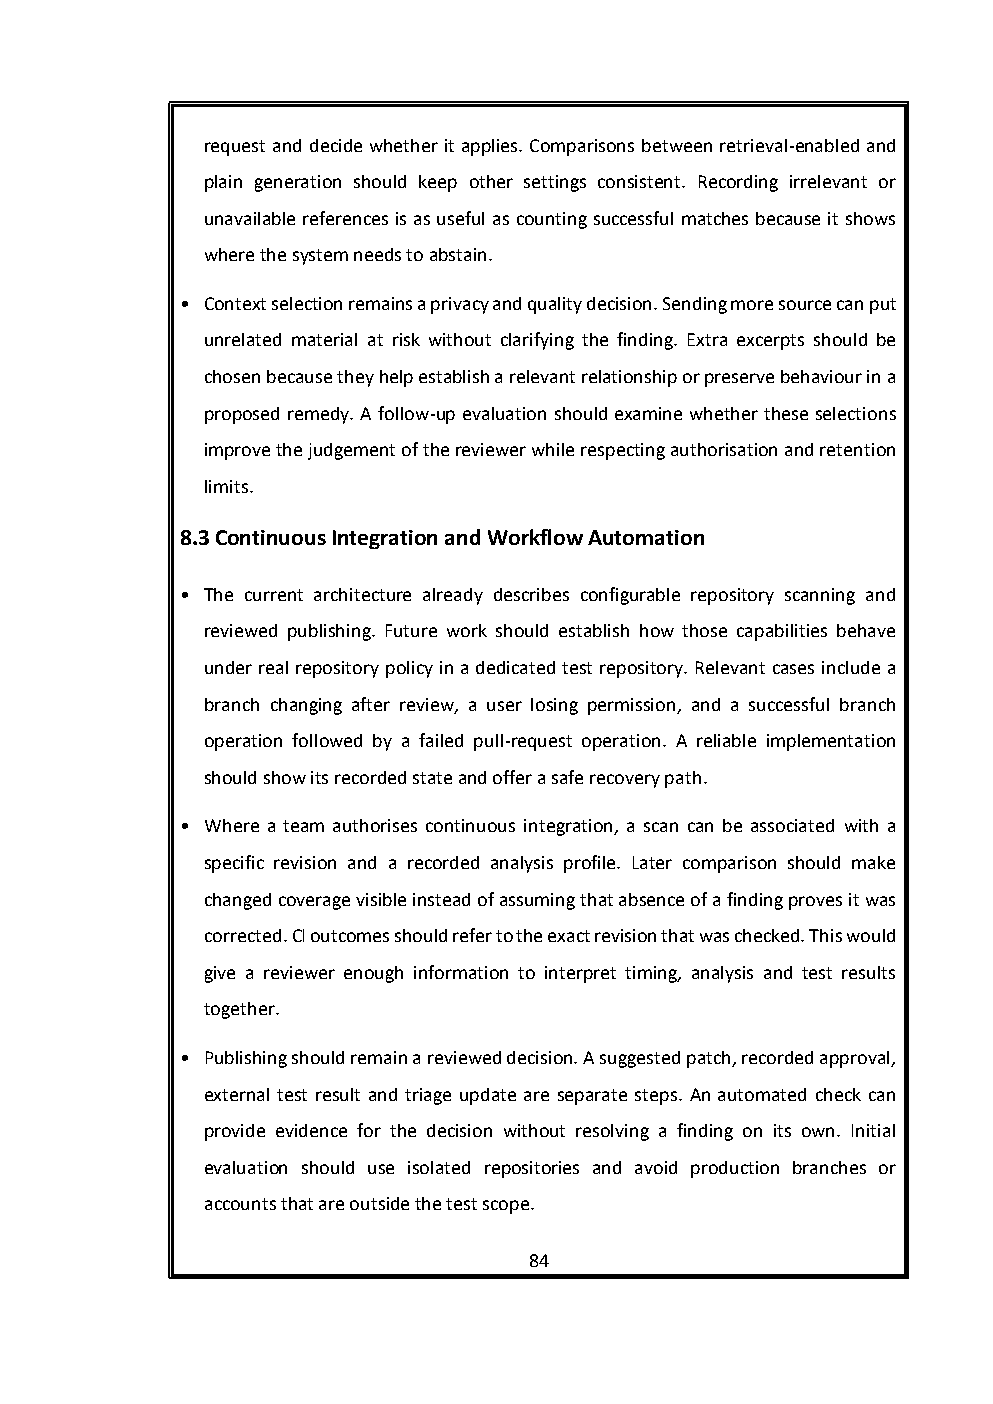 request and decide whether it applies. Comparisons between retrieval-enabled and
plain generation should keep other settings consistent. Recording irrelevant or
unavailable references is as useful as counting successful matches because it shows
where the system needs to abstain.
• Context selection remains a privacy and quality decision. Sending more source can put
unrelated material at risk without clarifying the finding. Extra excerpts should be
chosen because they help establish a relevant relationship or preserve behaviour in a
proposed remedy. A follow-up evaluation should examine whether these selections
improve the judgement of the reviewer while respecting authorisation and retention
limits.
8.3 Continuous Integration and Workflow Automation
• The current architecture already describes configurable repository scanning and
reviewed publishing. Future work should establish how those capabilities behave
under real repository policy in a dedicated test repository. Relevant cases include a
branch changing after review, a user losing permission, and a successful branch
operation followed by a failed pull-request operation. A reliable implementation
should show its recorded state and offer a safe recovery path.
• Where a team authorises continuous integration, a scan can be associated with a
specific revision and a recorded analysis profile. Later comparison should make
changed coverage visible instead of assuming that absence of a finding proves it was
corrected. CI outcomes should refer to the exact revision that was checked. This would
give a reviewer enough information to interpret timing, analysis and test results
together.
• Publishing should remain a reviewed decision. A suggested patch, recorded approval,
external test result and triage update are separate steps. An automated check can
provide evidence for the decision without resolving a finding on its own. Initial
evaluation should use isolated repositories and avoid production branches or
accounts that are outside the test scope.
84